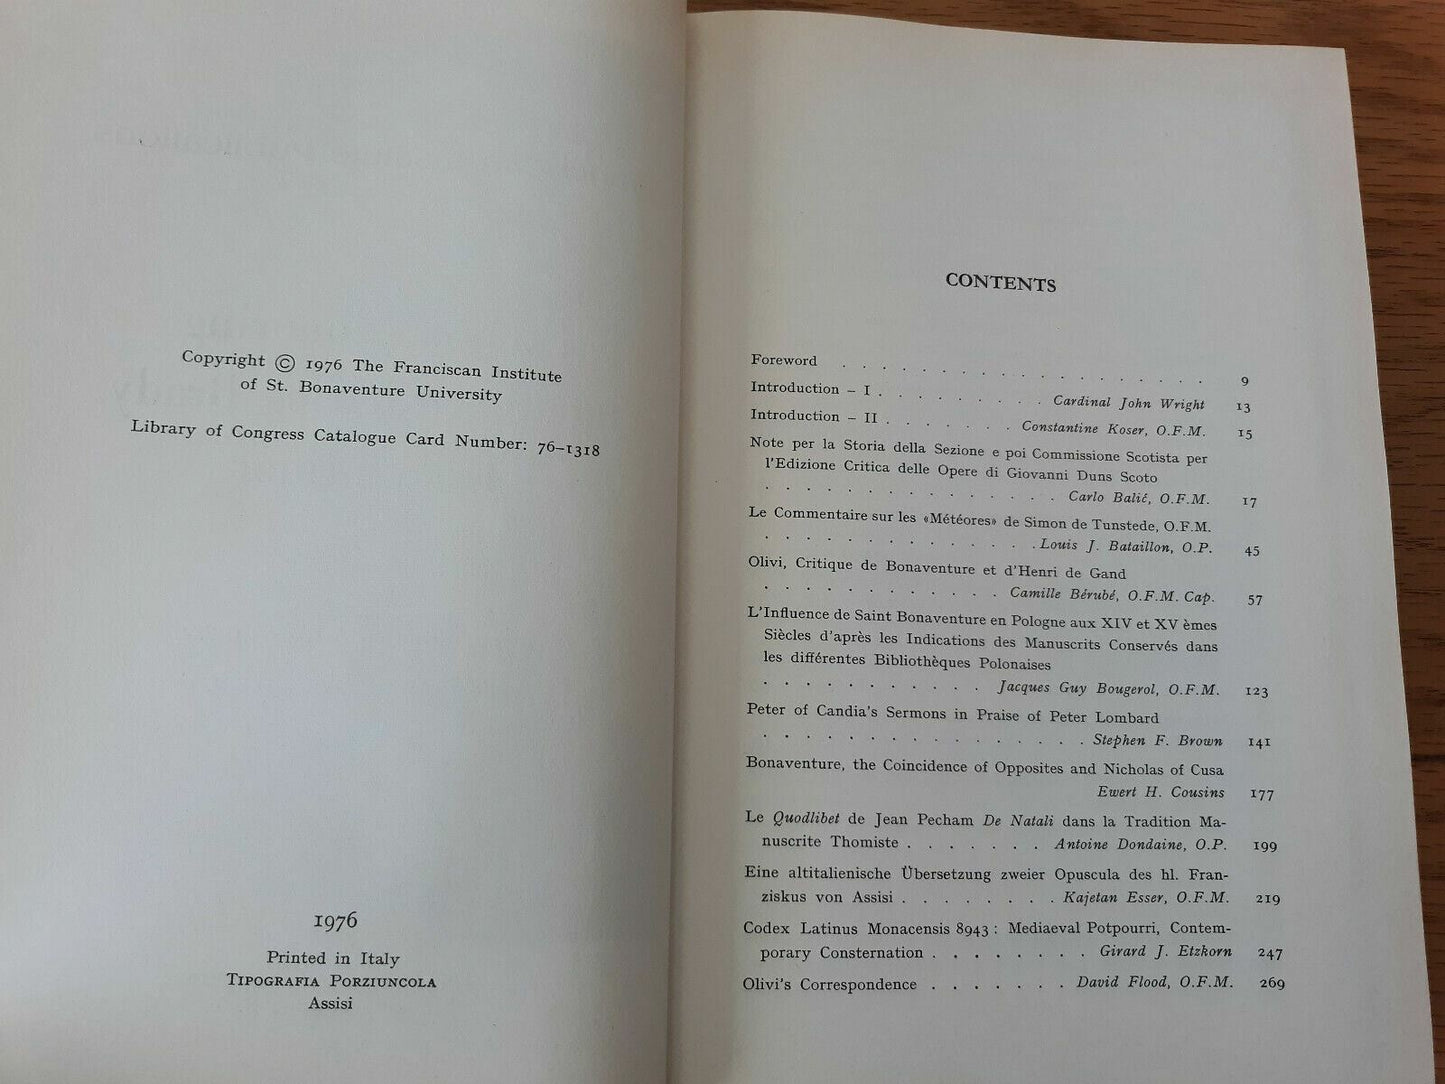 Copyright © 1976 The Franciscan Institute
of St. Bonaventure University
Library of Congress Catalogue Card Number: 76–1318
1976
Printed in Italy
TIPOGRAFIA PORZIUNCOLA
Assisi
CONTENTS
Foreword . . . . . . . . . . . . . . . . . . . 9
Introduction – I . . . . . . . . . Cardinal John Wright 13
Introduction – II . . . . . . . Constantine Koser, O.F.M. 15
Note per la Storia della Sezione e poi Commissione Scotista per
l'Edizione Critica delle Opere di Giovanni Duns Scoto
. . . . . . . . . . . . . . . Carlo Balić, O.F.M. 17
Le Commentaire sur les «Météores» de Simon de Tunstede, O.F.M.
. . . . . . . . . . . . . . Louis J. Bataillon, O.P. 45
Olivi, Critique de Bonaventure et d'Henri de Gand
. . . . . . . . . . . . Camille Bérubé, O.F.M. Cap. 57
L'Influence de Saint Bonaventure en Pologne aux XIV et XV èmes
Siècles d'après les Indications des Manuscrits Conservés dans
les différentes Bibliothèques Polonaises
. . . . . . . . . . . Jacques Guy Bougerol, O.F.M. 123
Peter of Candia's Sermons in Praise of Peter Lombard
. . . . . . . . . . . . . . . . Stephen F. Brown 141
Bonaventure, the Coincidence of Opposites and Nicholas of Cusa
Ewert H. Cousins 177
Le Quodlibet de Jean Pecham De Natali dans la Tradition Ma-
nuscrite Thomiste . . . . . . . Antoine Dondaine, O.P. 199
Eine altitalienische Übersetzung zweier Opuscula des hl. Fran-
ziskus von Assisi . . . . . . . . Kajetan Esser, O.F.M. 219
Codex Latinus Monacensis 8943 : Mediaeval Potpourri, Contem-
porary Consternation . . . . . . . . Girard J. Etzkorn 247
Olivi's Correspondence . . . . . . . David Flood, O.F.M. 269